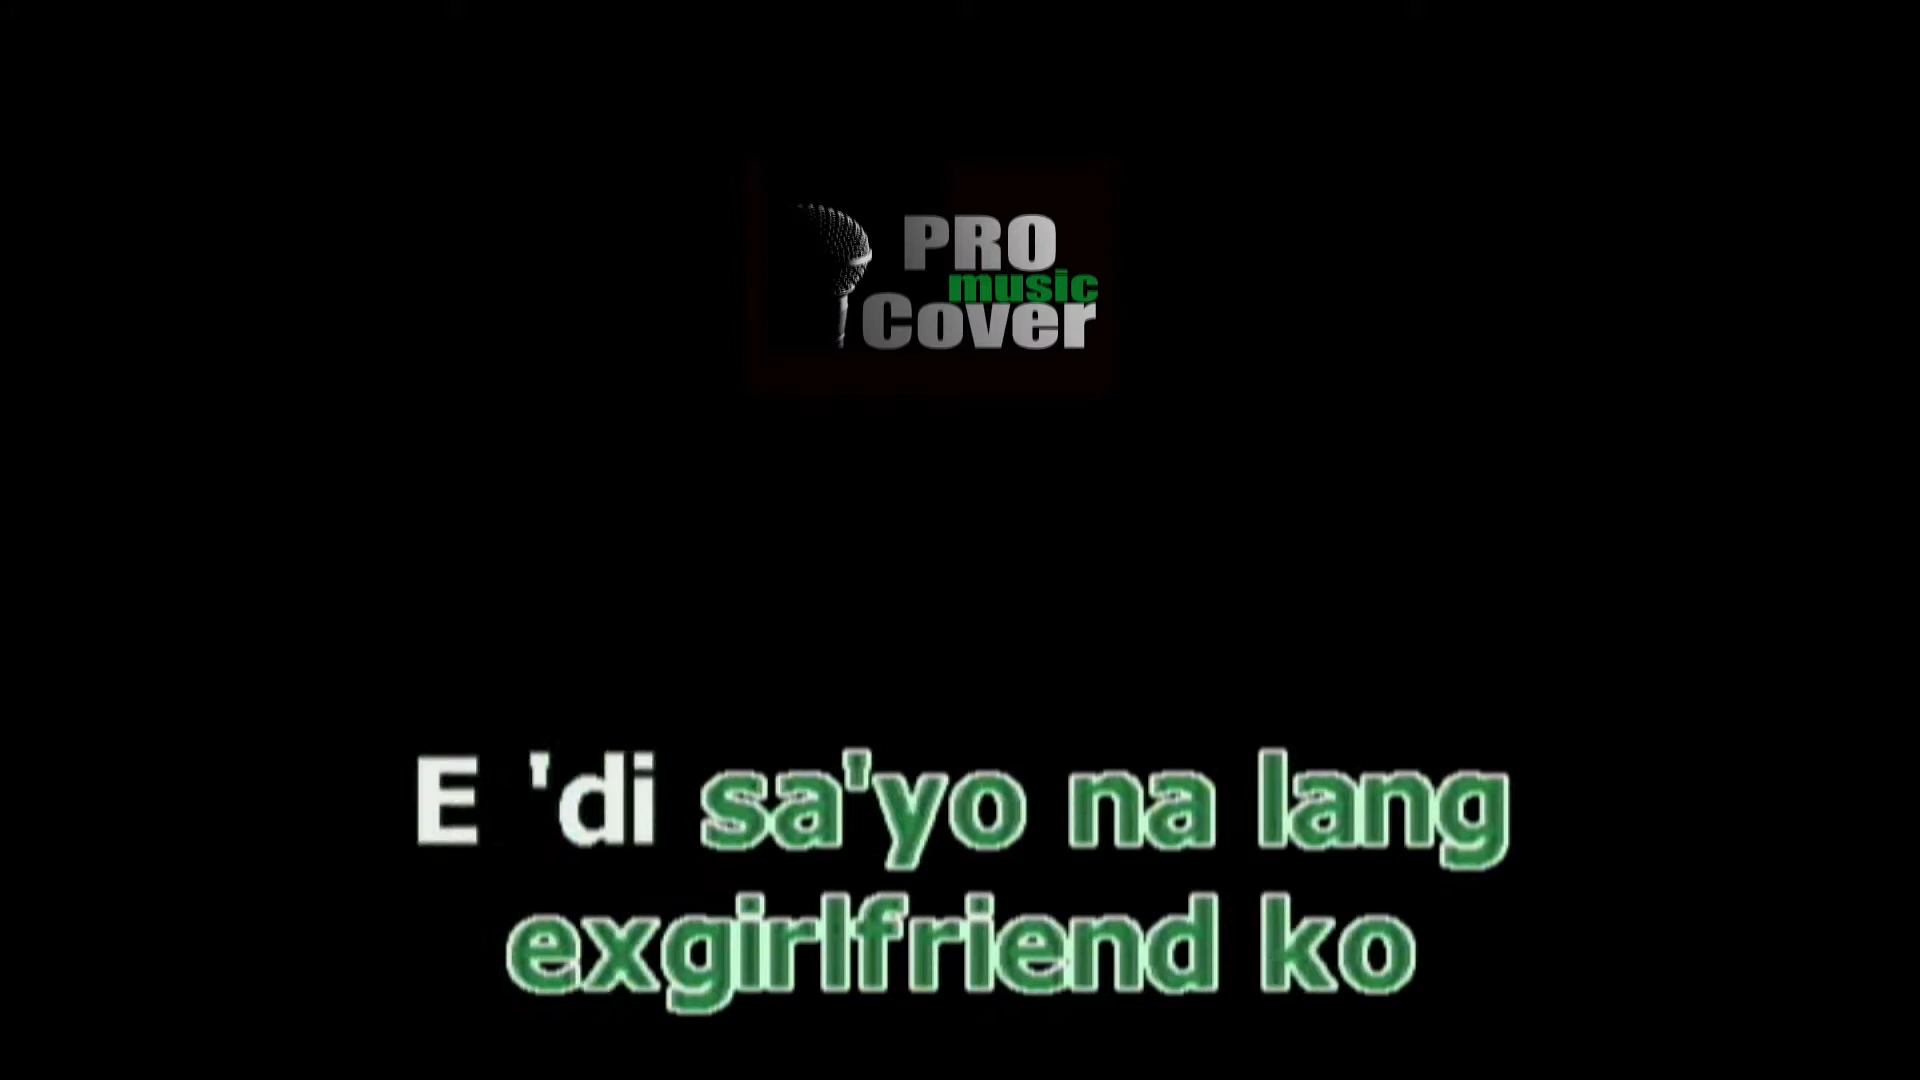 PRO
music
Cover
E 'di sa'yo na lang
exgirlfriend ko